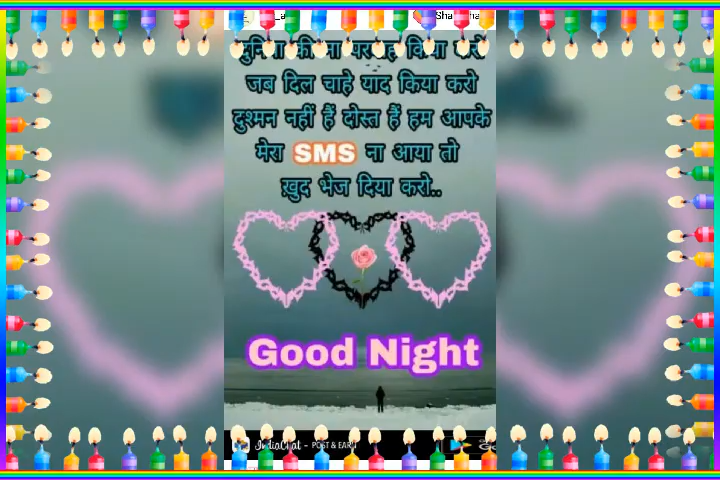 जब दिल चाहे याद किया करो
दुश्मन नहीं हैं दोस्त हैं हम आपके
मेरा SMS ना आया तो
ख़ुद भेज दिया करो..
Good Night
IndiaChat - POST & EARN